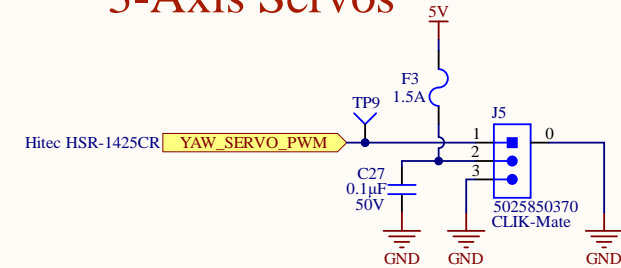 3-Axis Servos
5V
F3
1.5A
TP9
J5
Hitec HSR-1425CR
YAW_SERVO_PWM
1
0
2
3
C27
0.1µF
50V
5025850370
CLIK-Mate
GND
GND
GND